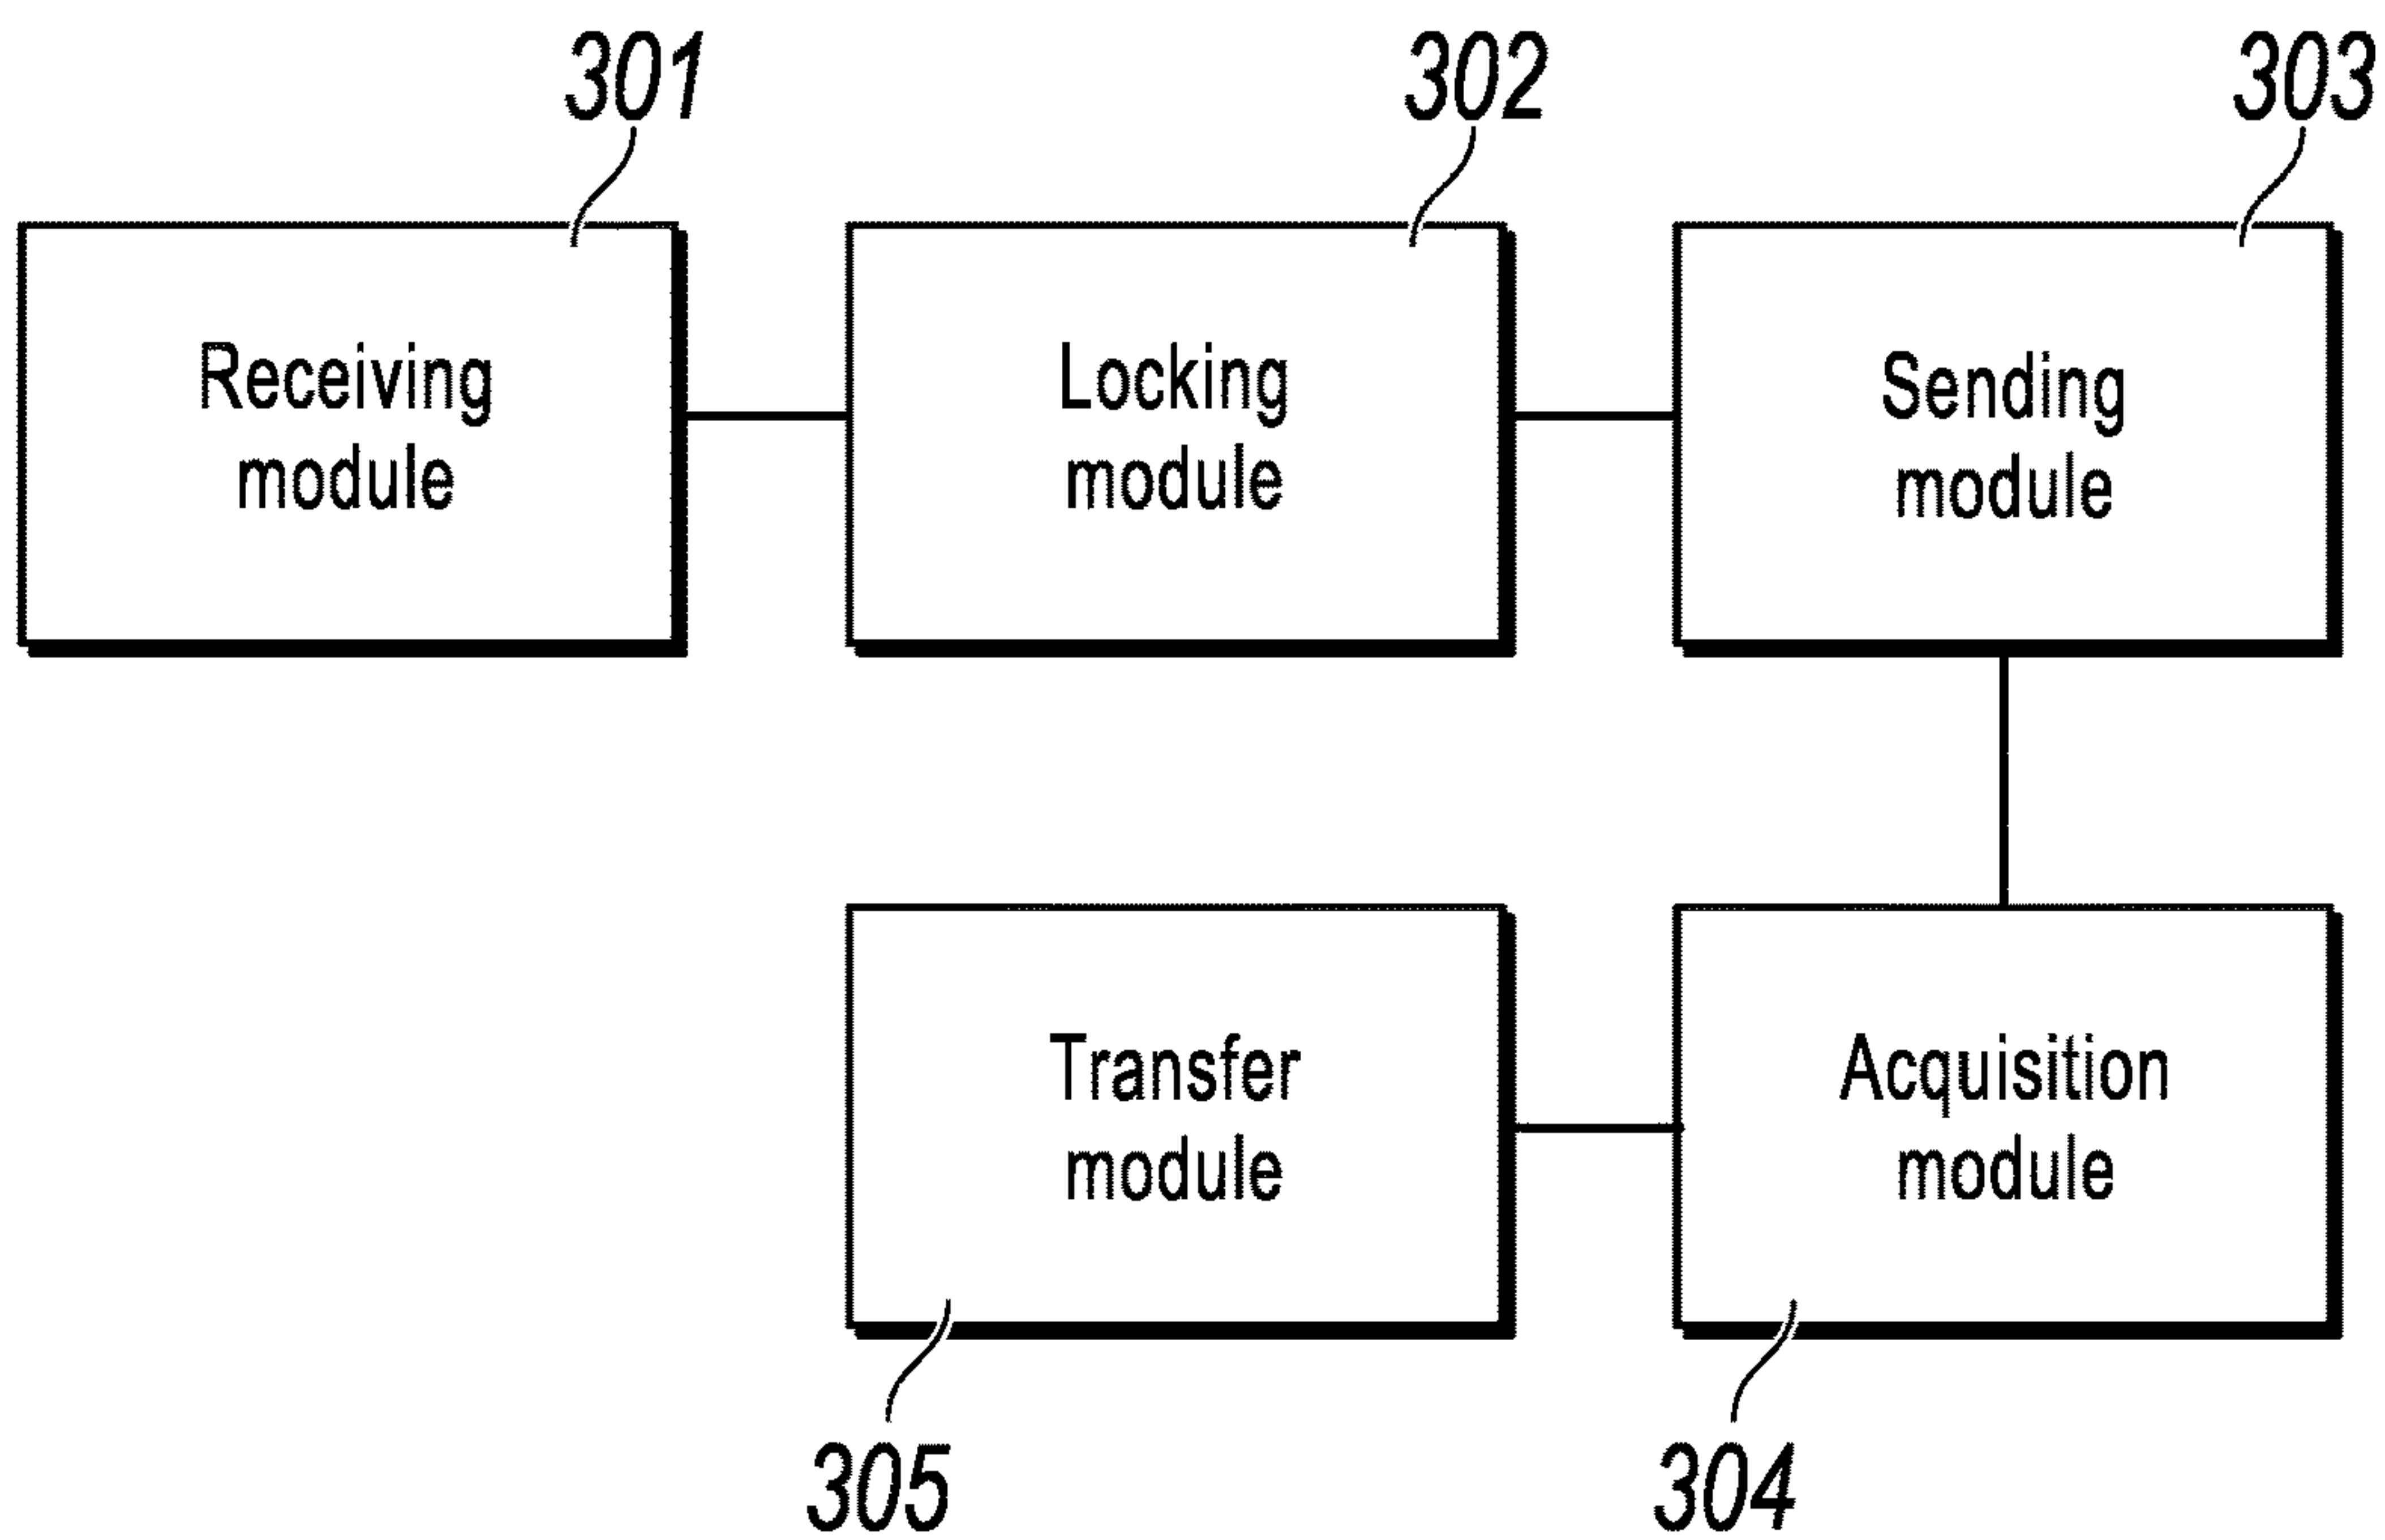 301
302
303
Receiving
module
Locking
module
Sending
module
Transfer
module
Acquisition
module
305
304